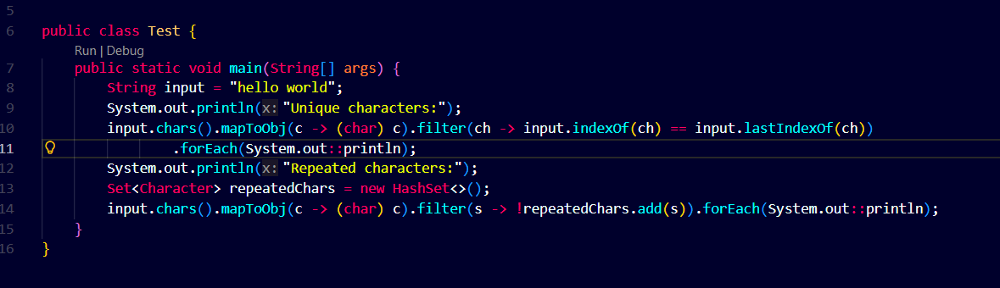 5
6 public class Test {
Run | Debug
7 public static void main(String[] args) {
8 String input = "hello world";
9 System.out.println(x: "Unique characters:");
10 input.chars().mapToObj(c -> (char) c).filter(ch -> input.indexOf(ch) == input.lastIndexOf(ch))
11 .forEach(System.out::println);
12 System.out.println(x: "Repeated characters:");
13 Set<Character> repeatedChars = new HashSet<>();
14 input.chars().mapToObj(c -> (char) c).filter(s -> !repeatedChars.add(s)).forEach(System.out::println);
15 }
16 }